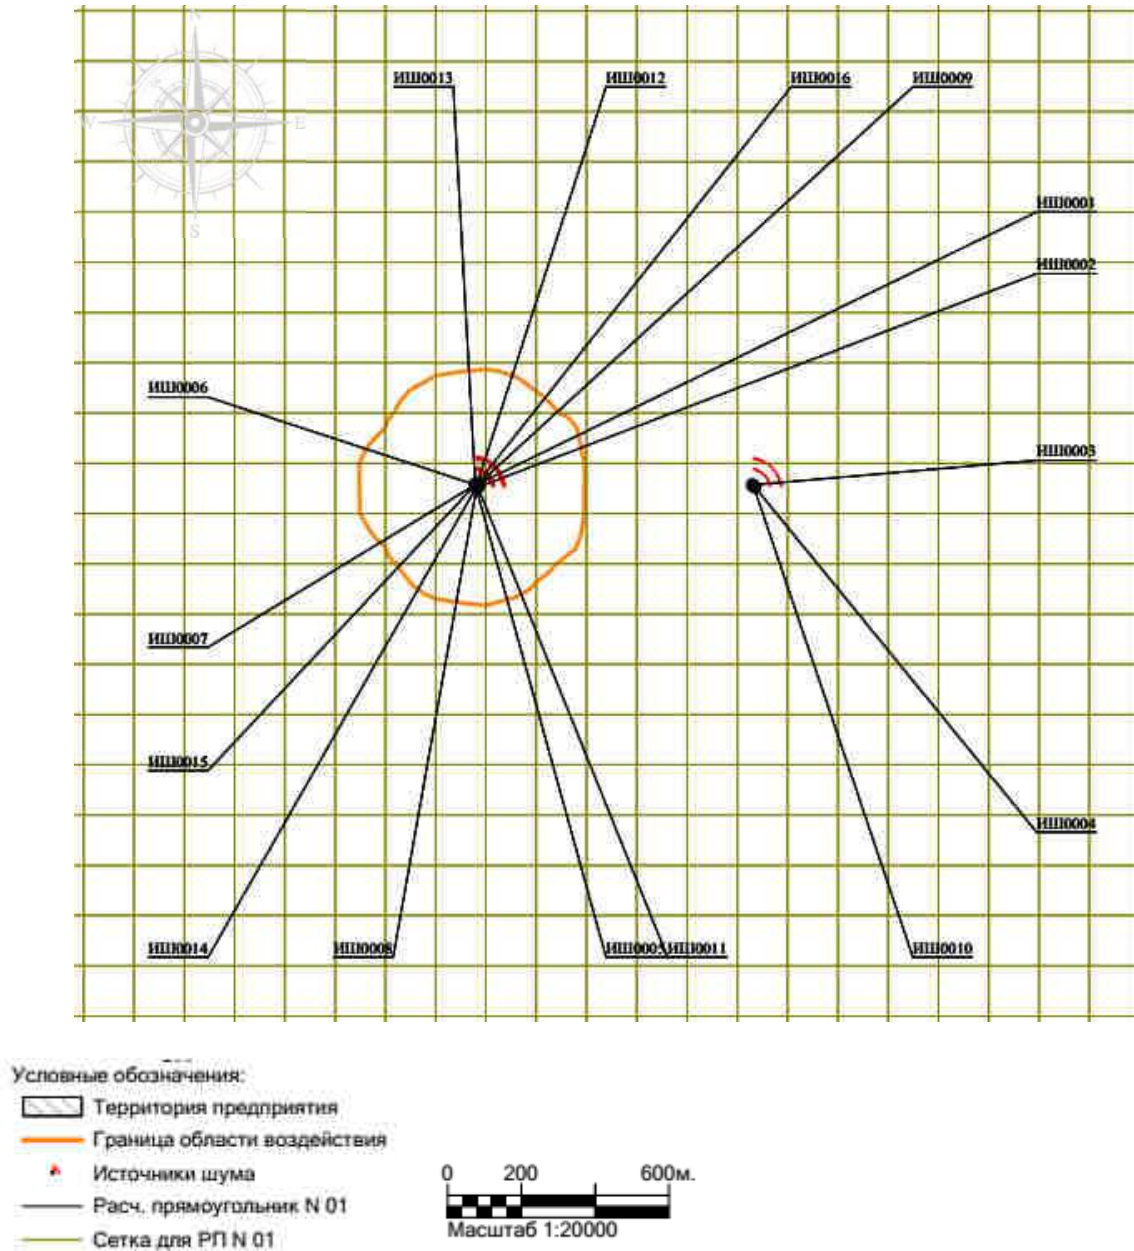 N
ИШ0013 ИШ0012 ИШ0016 ИШ0009
W E
ИШ0001
S
ИШ0002
ИШ0006
ИШ0003
ИШ0007
ИШ0015
ИШ0004
ИШ0014 ИШ0008 ИШ0005 ИШ0011 ИШ0010
Условные обозначения:
Территория предприятия
Граница области воздействия
Источники шума
Расч. прямоугольник N 01
Сетка для РП N 01
0 200 600м.
Масштаб 1:20000